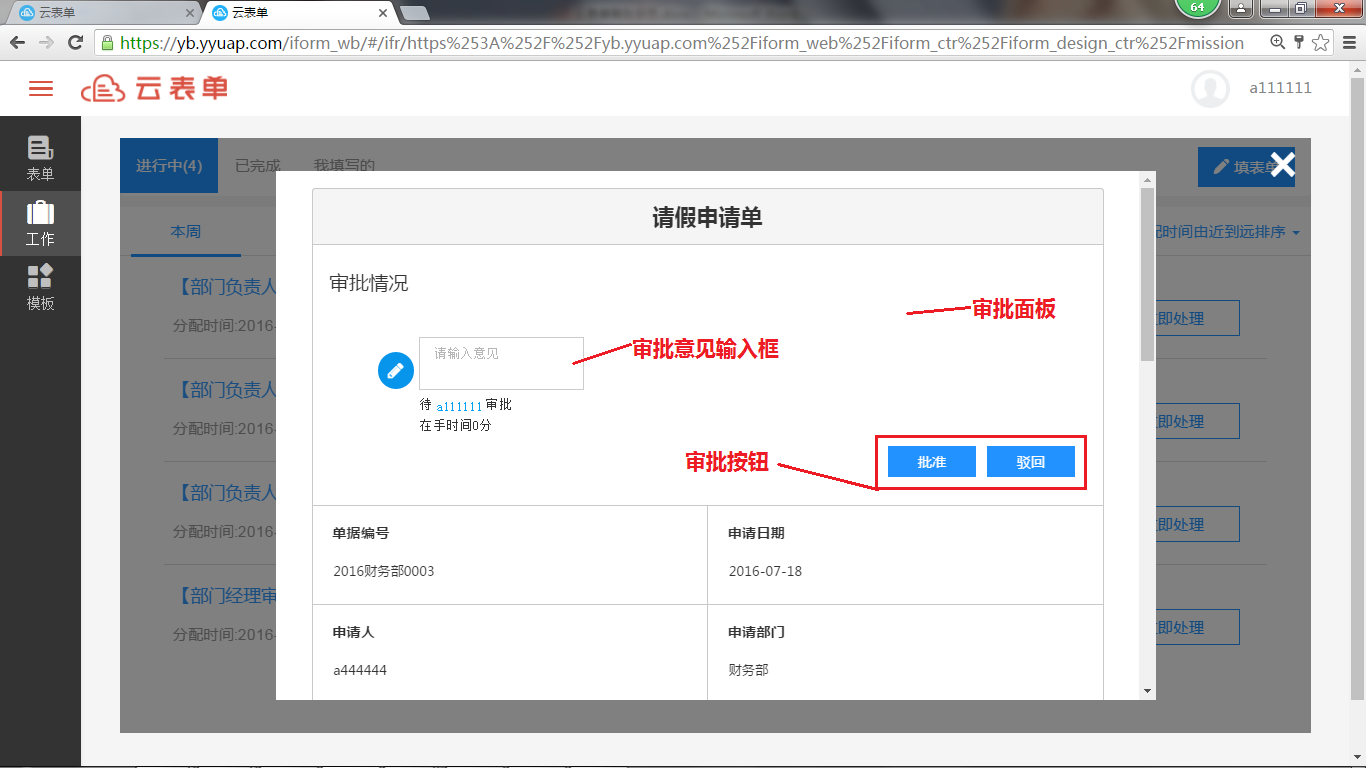 云表单
云表单
64
https://yb.yyuap.com/iform_wb/#/ifr/https%253A%252F%252Fyb.yyuap.com%252Fiform_web%252Fiform_ctr%252Fiform_design_ctr%252Fmission
云表单
a111111
表单
工作
模板
进行中(4)
已完成
我填写的
填表单
本周
配时间由近到远排序
【部门负责人
分配时间:2016-
立即处理
【部门负责人
分配时间:2016-
立即处理
【部门负责人
分配时间:2016-
立即处理
【部门经理审
分配时间:2016-
立即处理
请假申请单
审批情况
审批面板
请输入意见
审批意见输入框
待 a111111 审批
在手时间0分
审批按钮
批准
驳回
单据编号
申请日期
2016财务部0003
2016-07-18
申请人
申请部门
a444444
财务部